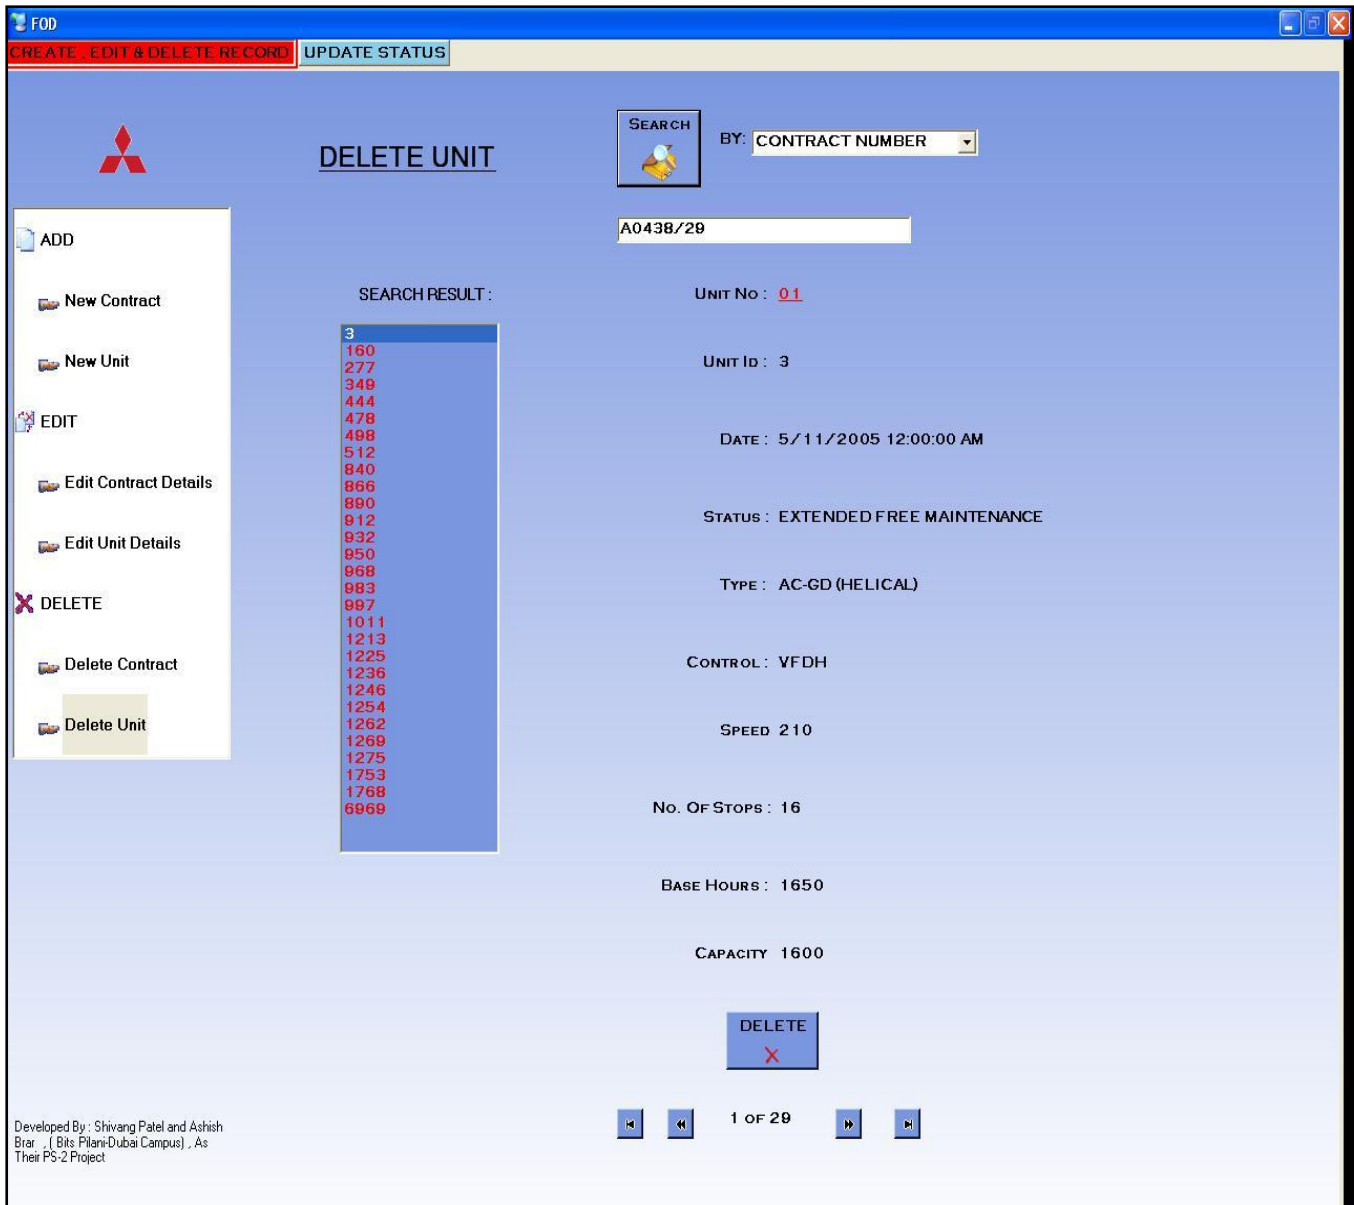 FOD
CREATE , EDIT & DELETE RECORD
UPDATE STATUS
DELETE UNIT
SEARCH
BY: CONTRACT NUMBER
A0438/29
ADD
New Contract
New Unit
EDIT
Edit Contract Details
Edit Unit Details
DELETE
Delete Contract
Delete Unit
SEARCH RESULT :
3
160
277
349
444
478
498
512
840
866
890
912
932
950
968
983
997
1011
1213
1225
1236
1246
1254
1262
1269
1275
1753
1768
6969
UNIT NO : 01
UNIT ID : 3
DATE : 5/11/2005 12:00:00 AM
STATUS : EXTENDED FREE MAINTENANCE
TYPE : AC-GD (HELICAL)
CONTROL : VFDH
SPEED 210
NO. OF STOPS : 16
BASE HOURS : 1650
CAPACITY 1600
DELETE
1 OF 29
Developed By : Shivang Patel and Ashish
Brar , ( Bits Pilani-Dubai Campus) , As
Their PS-2 Project